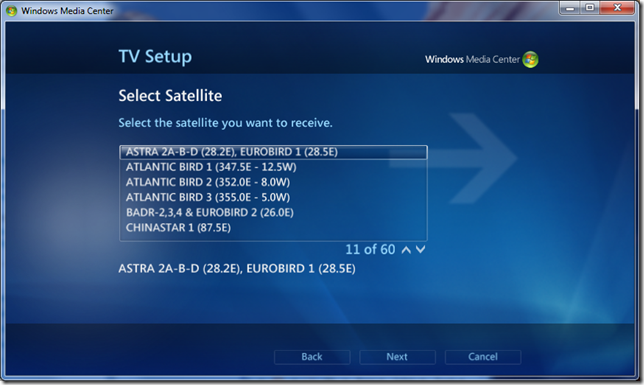 Windows Media Center
TV Setup
Windows Media Center
Select Satellite
Select the satellite you want to receive.
ASTRA 2A-B-D (28.2E), EUROBIRD 1 (28.5E)
ATLANTIC BIRD 1 (347.5E - 12.5W)
ATLANTIC BIRD 2 (352.0E - 8.0W)
ATLANTIC BIRD 3 (355.0E - 5.0W)
BADR-2,3,4 & EUROBIRD 2 (26.0E)
CHINASTAR 1 (87.5E)
11 of 60
ASTRA 2A-B-D (28.2E), EUROBIRD 1 (28.5E)
Back Next Cancel